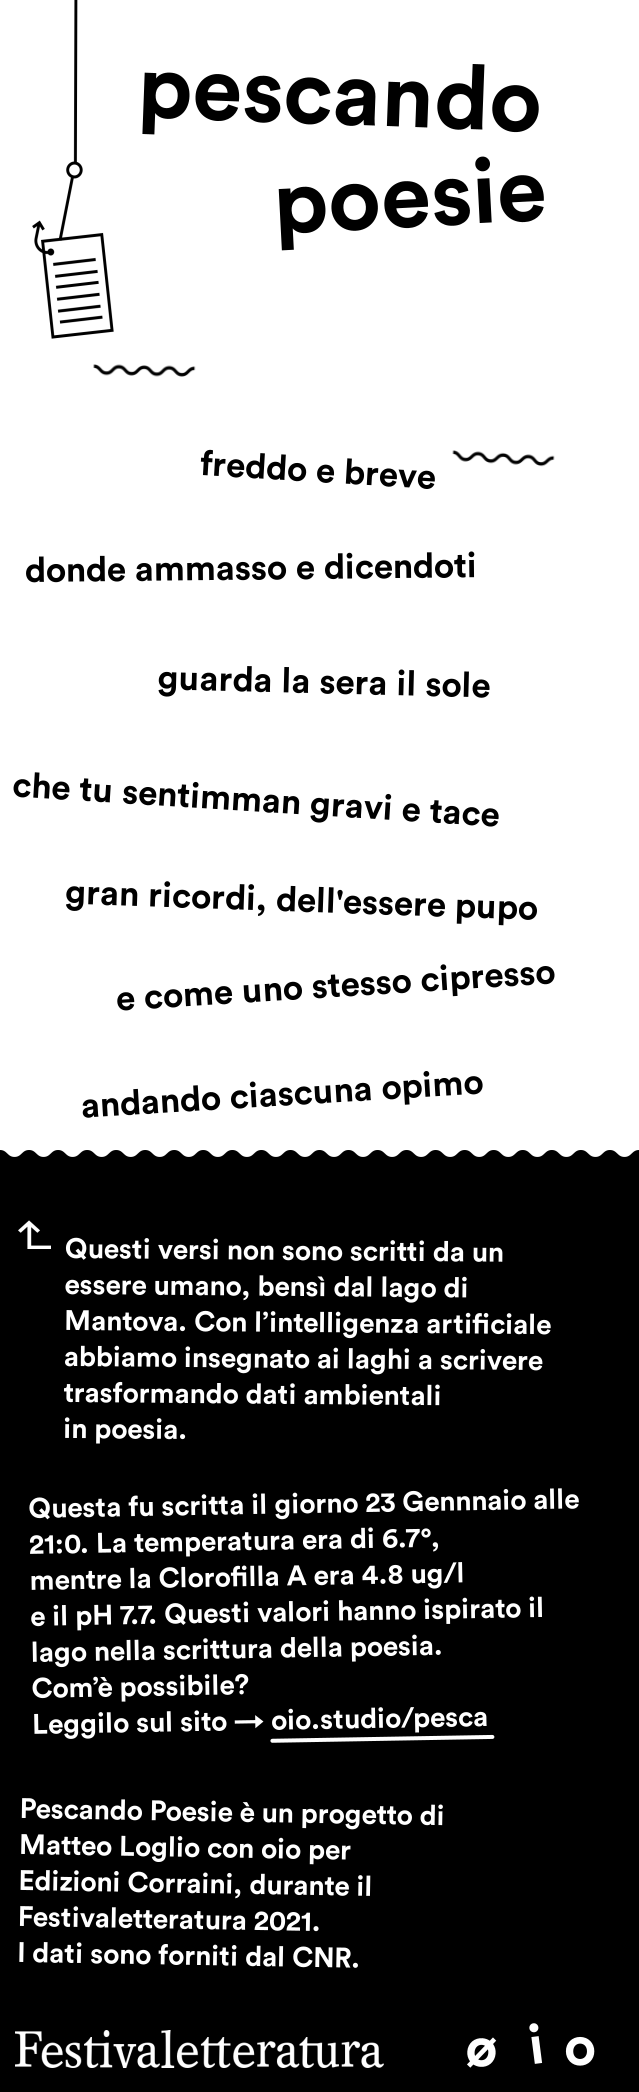 pescando
poesie
freddo e breve
donde ammasso e dicendoti
guarda la sera il sole
che tu sentimman gravi e tace
gran ricordi, dell'essere pupo
e come uno stesso cipresso
andando ciascuna opimo
Questi versi non sono scritti da un
essere umano, bensì dal lago di
Mantova. Con l’intelligenza artificiale
abbiamo insegnato ai laghi a scrivere
trasformando dati ambientali
in poesia.
Questa fu scritta il giorno 23 Gennnaio alle
21:0. La temperatura era di 6.7°,
mentre la Clorofilla A era 4.8 ug/l
e il pH 7.7. Questi valori hanno ispirato il
lago nella scrittura della poesia.
Com’è possibile?
Leggilo sul sito → oio.studio/pesca
Pescando Poesie è un progetto di
Matteo Loglio con oio per
Edizioni Corraini, durante il
Festivaletteratura 2021.
I dati sono forniti dal CNR.
Festivaletteratura ø i o